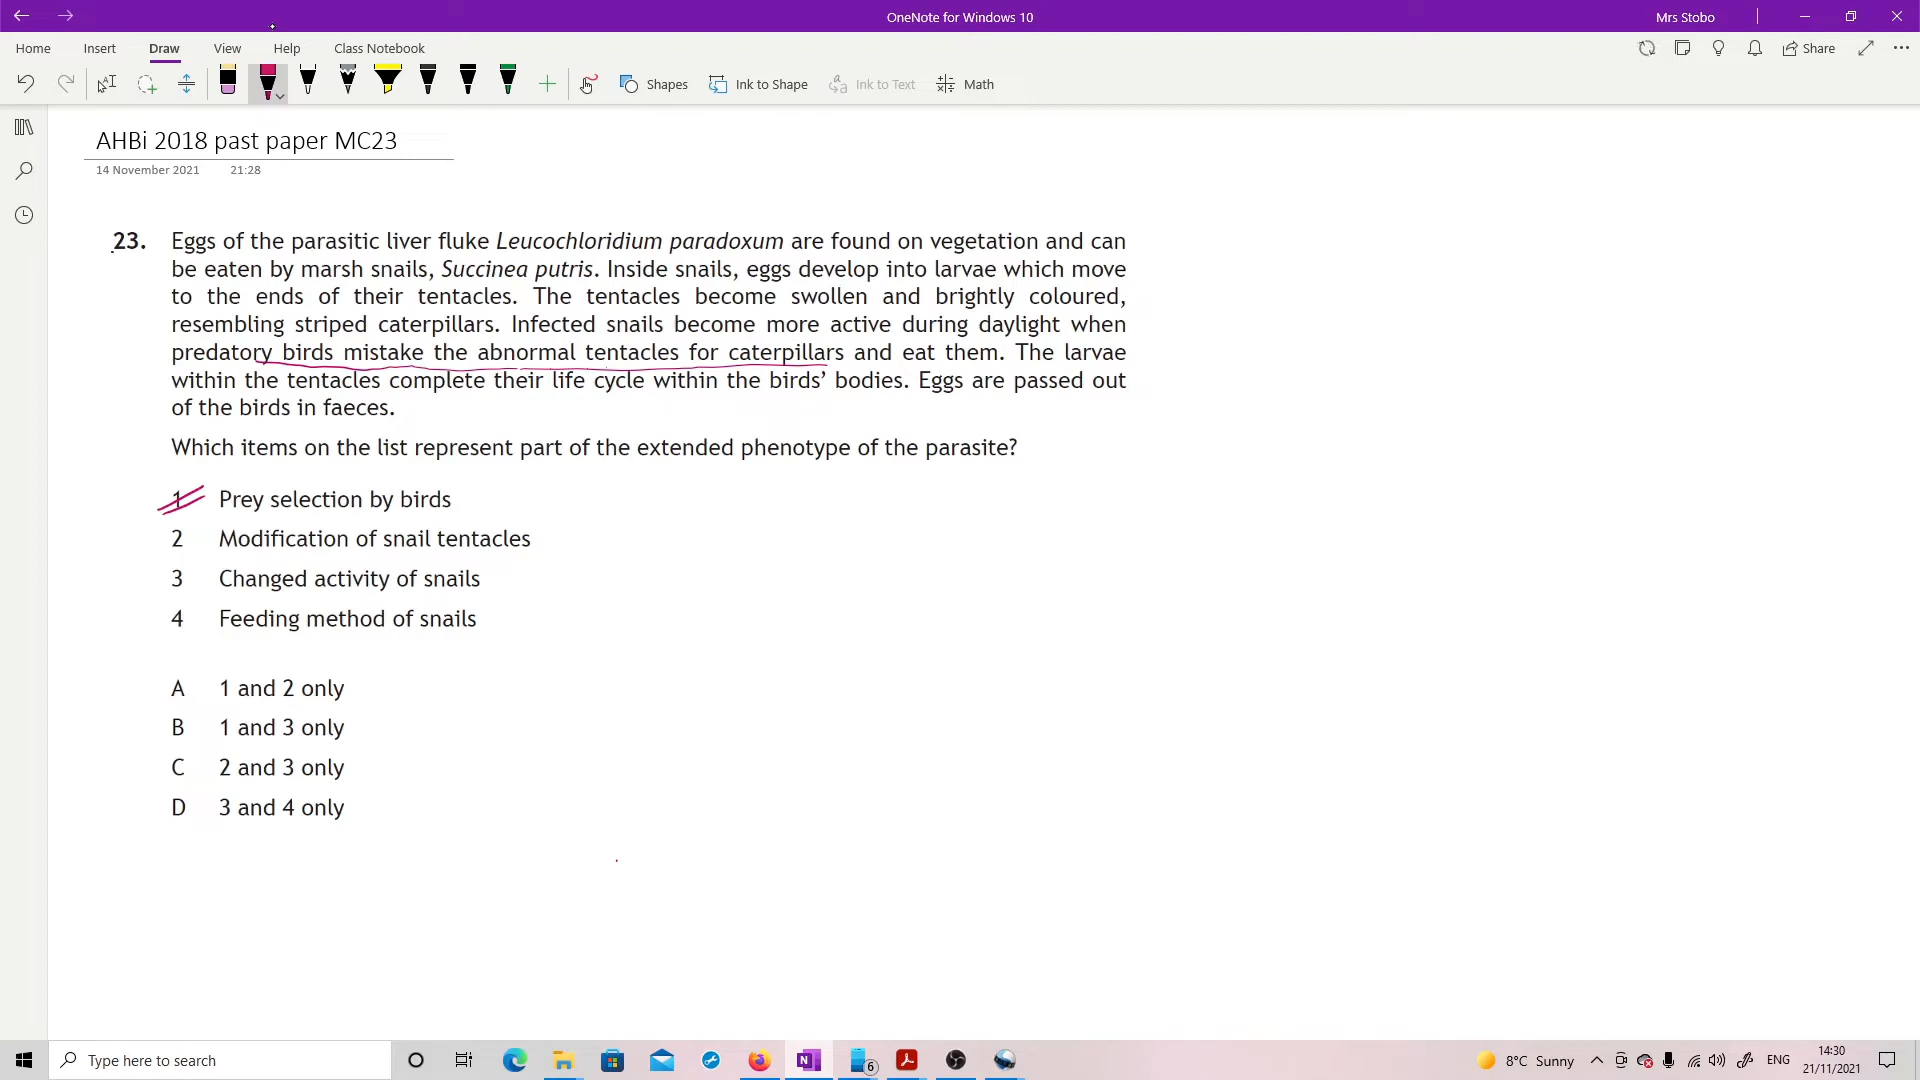 OneNote for Windows 10
Mrs Stobo
Home Insert Draw View Help Class Notebook
Share
Shapes Ink to Shape Ink to Text Math
AHBi 2018 past paper MC23
14 November 2021 21:28
23. Eggs of the parasitic liver fluke Leucochloridium paradoxum are found on vegetation and can
be eaten by marsh snails, Succinea putris. Inside snails, eggs develop into larvae which move
to the ends of their tentacles. The tentacles become swollen and brightly coloured,
resembling striped caterpillars. Infected snails become more active during daylight when
predatory birds mistake the abnormal tentacles for caterpillars and eat them. The larvae
within the tentacles complete their life cycle within the birds’ bodies. Eggs are passed out
of the birds in faeces.
Which items on the list represent part of the extended phenotype of the parasite?
1 Prey selection by birds
2 Modification of snail tentacles
3 Changed activity of snails
4 Feeding method of snails
A 1 and 2 only
B 1 and 3 only
C 2 and 3 only
D 3 and 4 only
Type here to search
6
8°C Sunny
ENG
14:30
21/11/2021